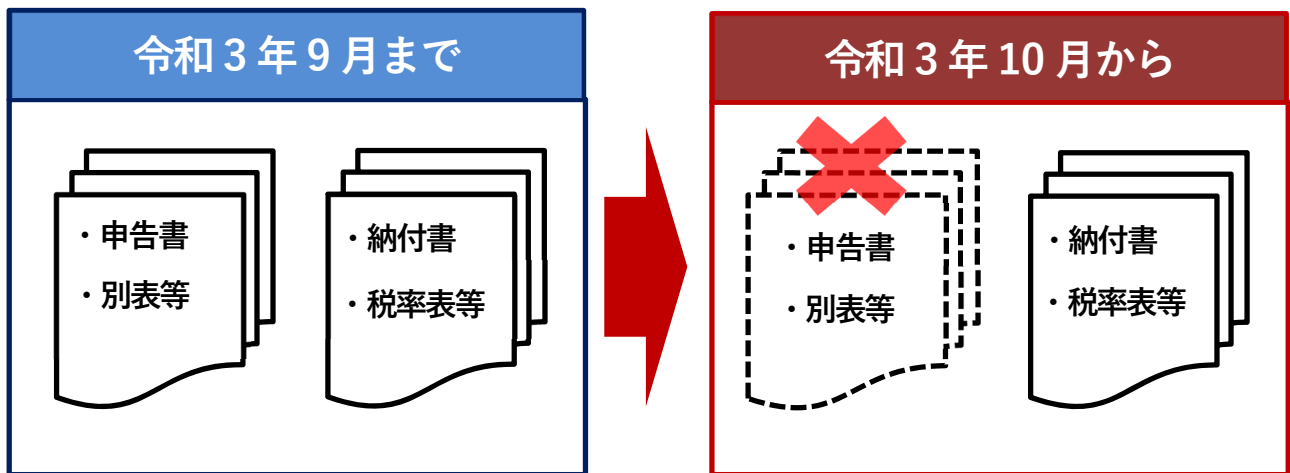 令和３年９月まで
・申告書
・別表等
・納付書
・税率表等
令和３年 10 月から
・申告書
・別表等
・納付書
・税率表等